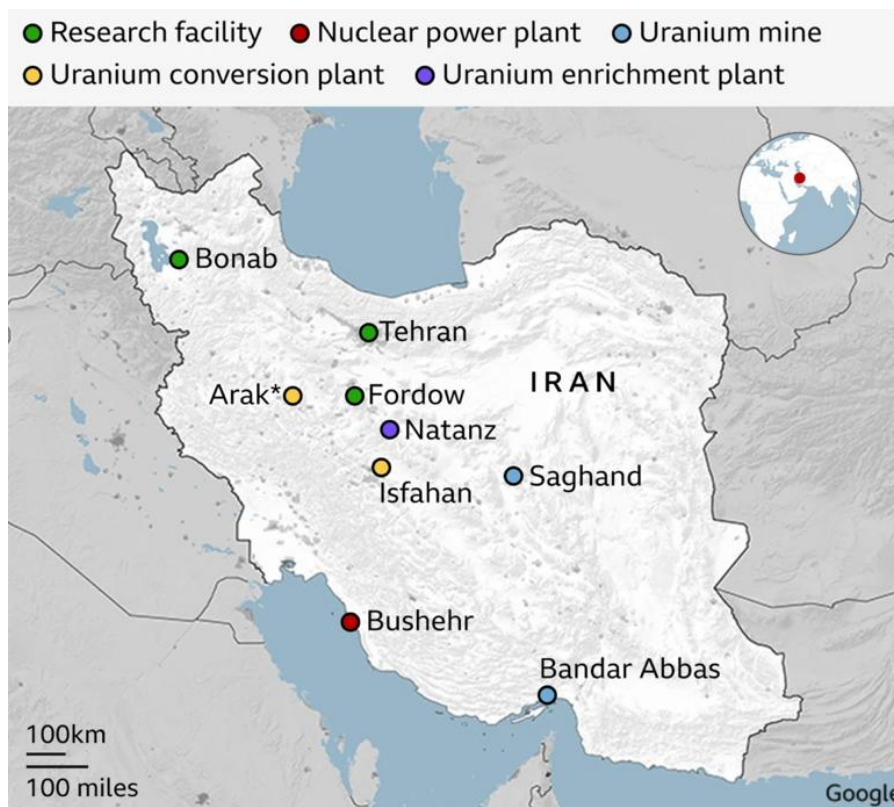 Research facility Nuclear power plant Uranium mine
Uranium conversion plant Uranium enrichment plant
Bonab
Tehran
IRAN
Arak* Fordow
Natanz
Saghand
Isfahan
Bushehr
Bandar Abbas
100km
100 miles
Google